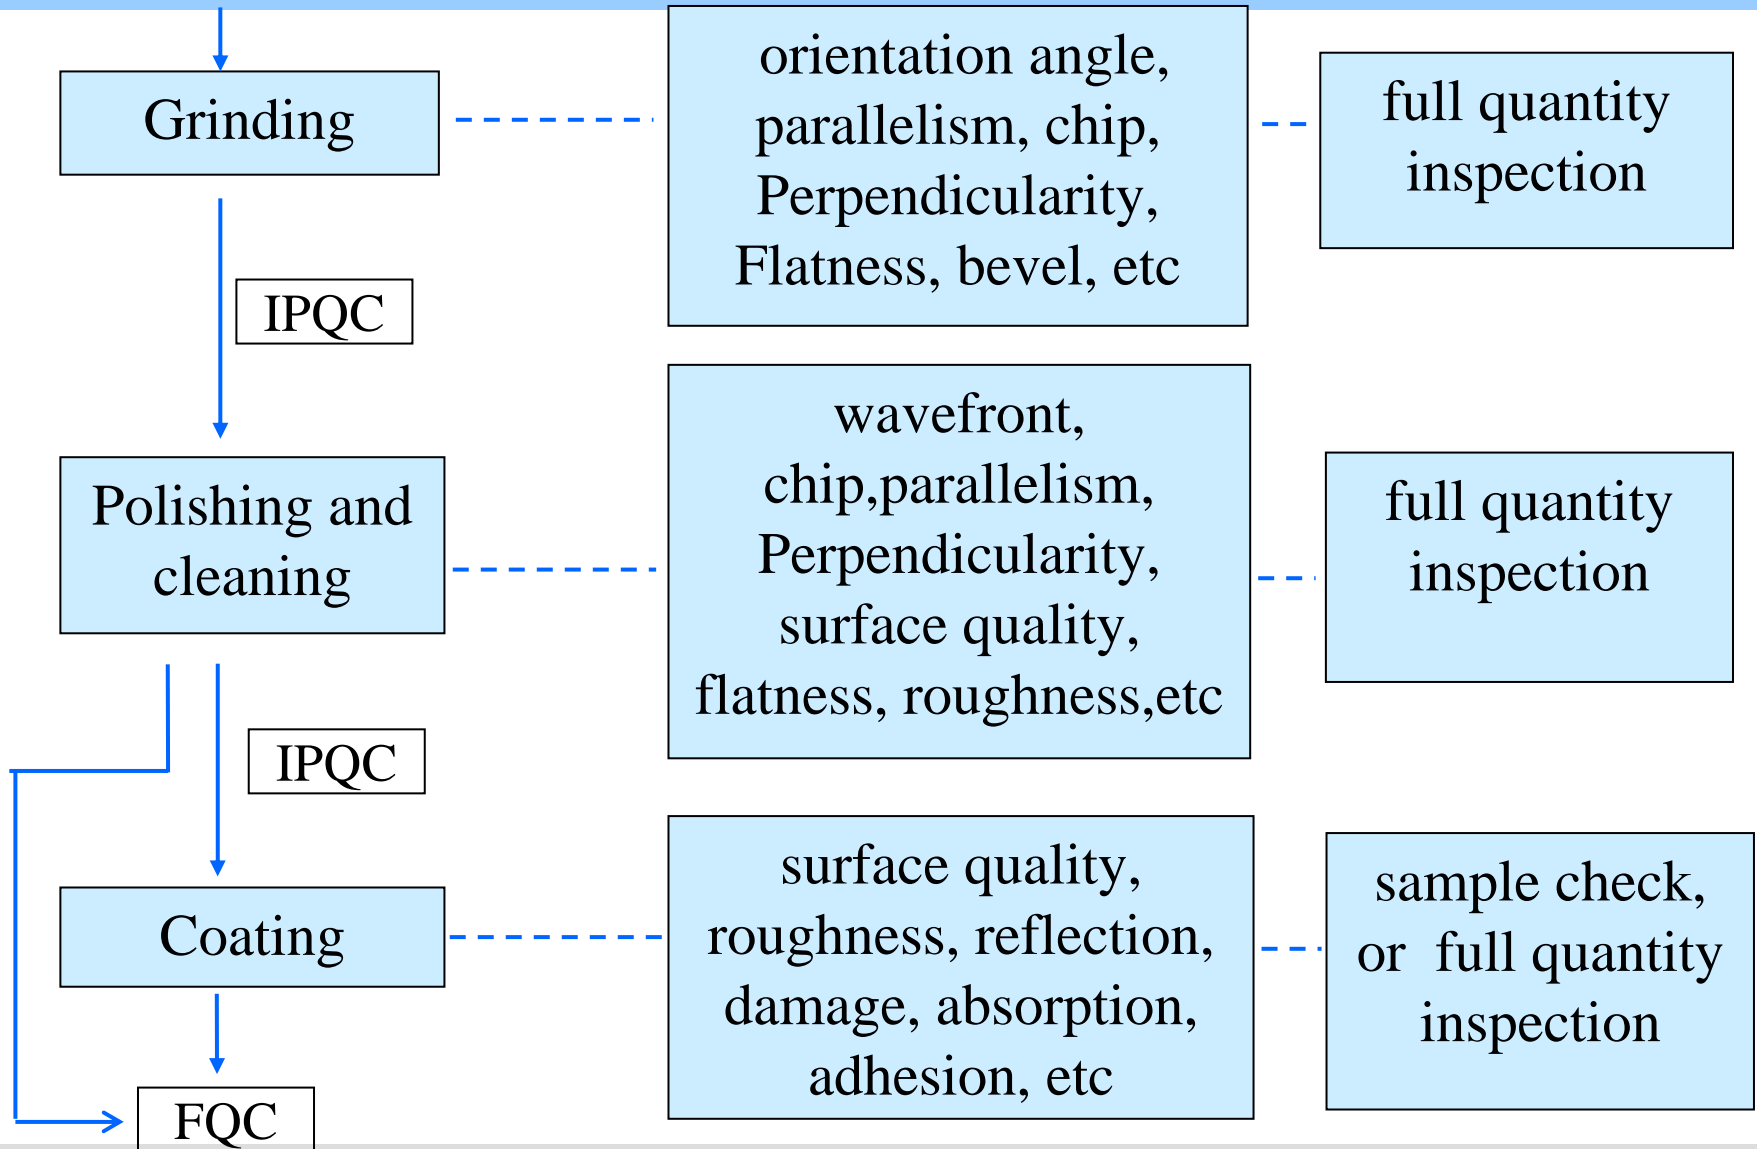 Grinding
orientation angle,
parallelism, chip,
Perpendicularity,
Flatness, bevel, etc
full quantity
inspection
IPQC
Polishing and
cleaning
wavefront,
chip,parallelism,
Perpendicularity,
surface quality,
flatness, roughness,etc
full quantity
inspection
IPQC
Coating
surface quality,
roughness, reflection,
damage, absorption,
adhesion, etc
sample check,
or full quantity
inspection
FQC